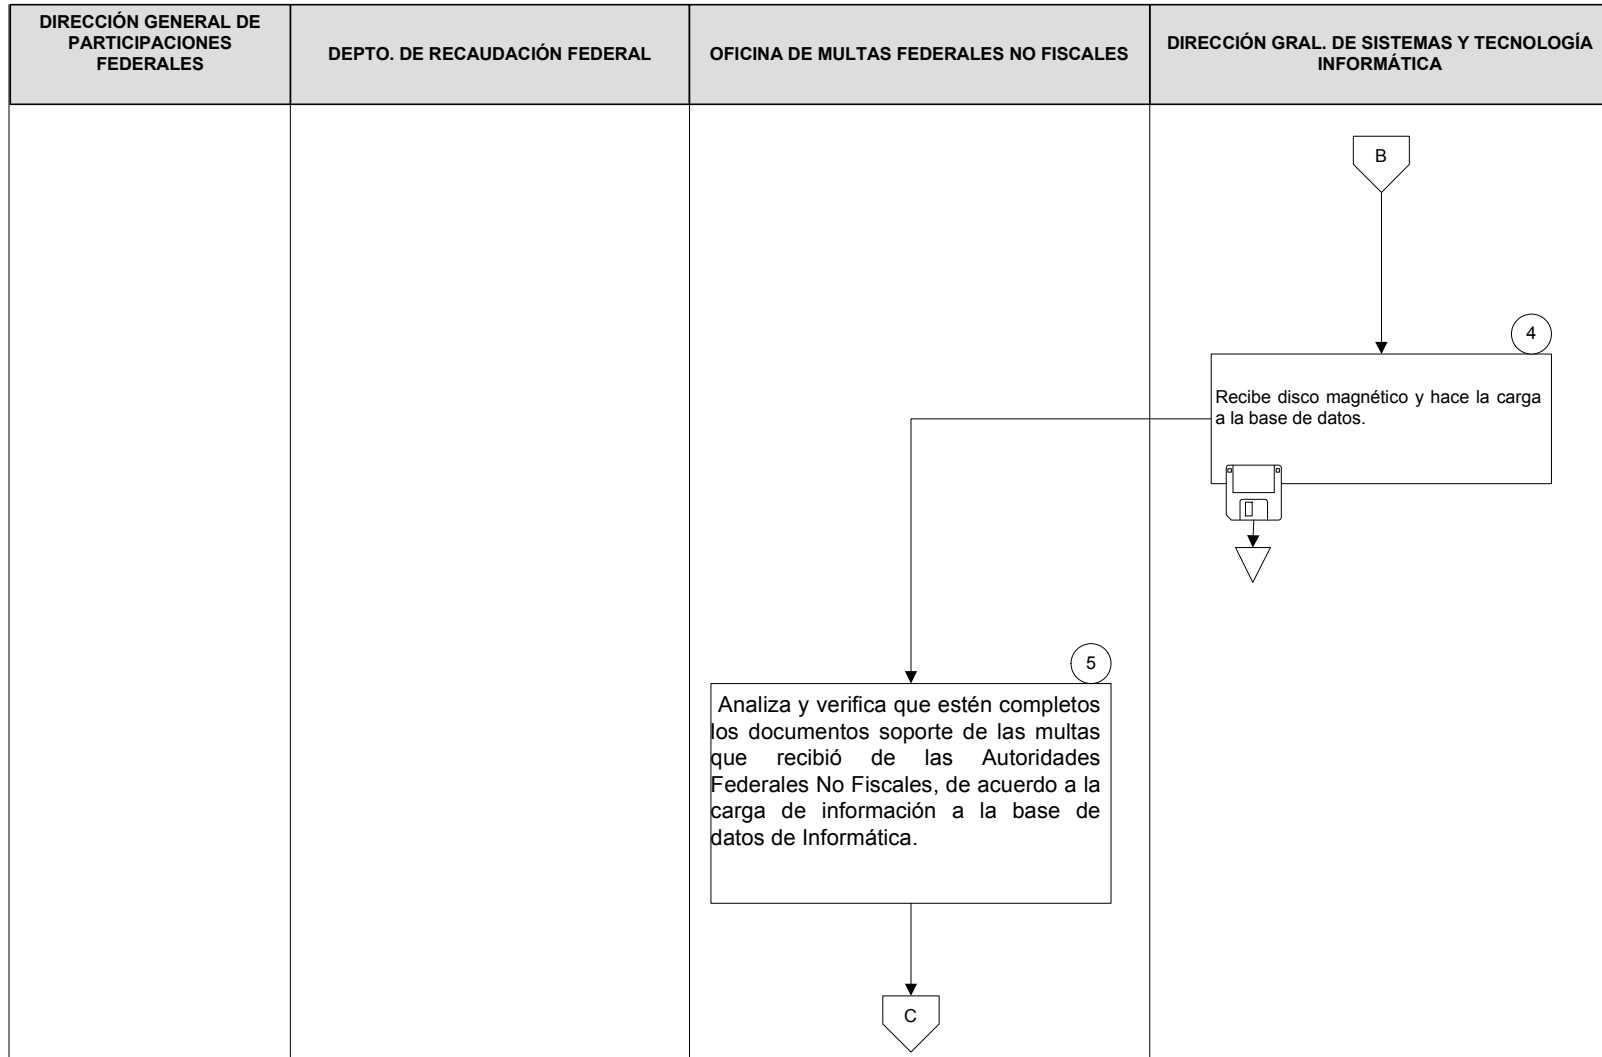 DIRECCIÓN GENERAL DE
PARTICIPACIONES
FEDERALES
DEPTO. DE RECAUDACIÓN FEDERAL
OFICINA DE MULTAS FEDERALES NO FISCALES
DIRECCIÓN GRAL. DE SISTEMAS Y TECNOLOGÍA
INFORMÁTICA
B
4
Recibe disco magnético y hace la carga
a la base de datos.
5
Analiza y verifica que estén completos
los documentos soporte de las multas
que recibió de las Autoridades
Federales No Fiscales, de acuerdo a la
carga de información a la base de
datos de Informática.
C